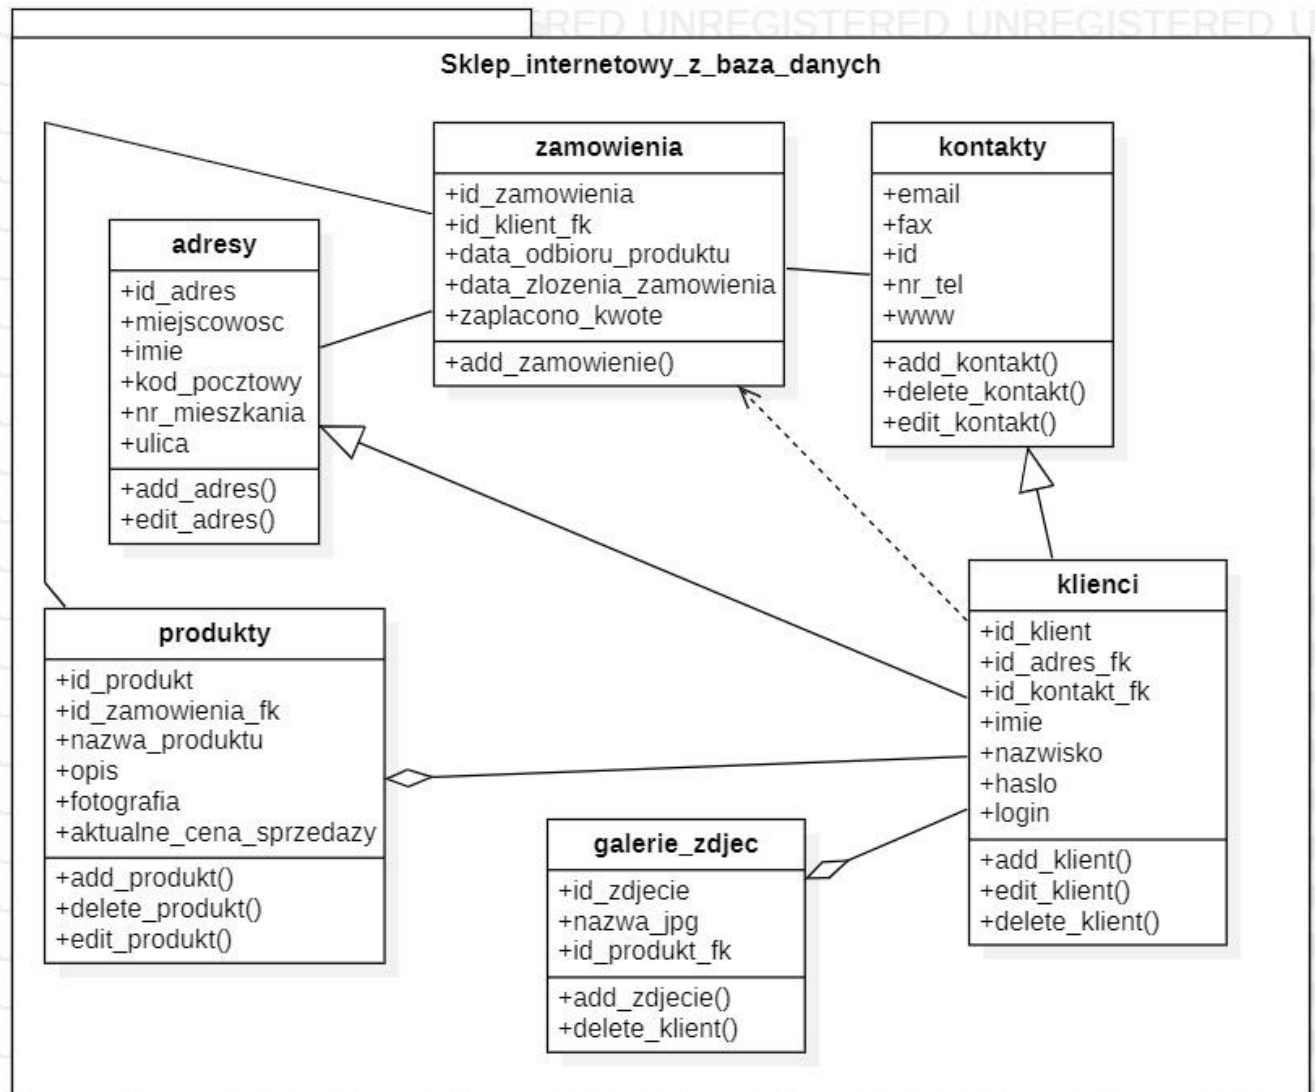 RED UNREGISTERED UNREGISTERED U
Sklep_internetowy_z_baza_danych
zamowienia
+id_zamowienia
+id_klient_fk
+data_odbioru_produktu
+data_zlozenia_zamowienia
+zaplacono_kwote
+add_zamowienie()
kontakty
+email
+fax
+id
+nr_tel
+www
+add_kontakt()
+delete_kontakt()
+edit_kontakt()
adresy
+id_adres
+miejscowosc
+imie
+kod_pocztowy
+nr_mieszkania
+ulica
+add_adres()
+edit_adres()
klienci
+id_klient
+id_adres_fk
+id_kontakt_fk
+imie
+nazwisko
+haslo
+login
+add_klient()
+edit_klient()
+delete_klient()
produkty
+id_produkt
+id_zamowienia_fk
+nazwa_produktu
+opis
+fotografia
+aktualne_cena_sprzedazy
+add_produkt()
+delete_produkt()
+edit_produkt()
galerie_zdjec
+id_zdjecie
+nazwa_jpg
+id_produkt_fk
+add_zdjecie()
+delete_klient()